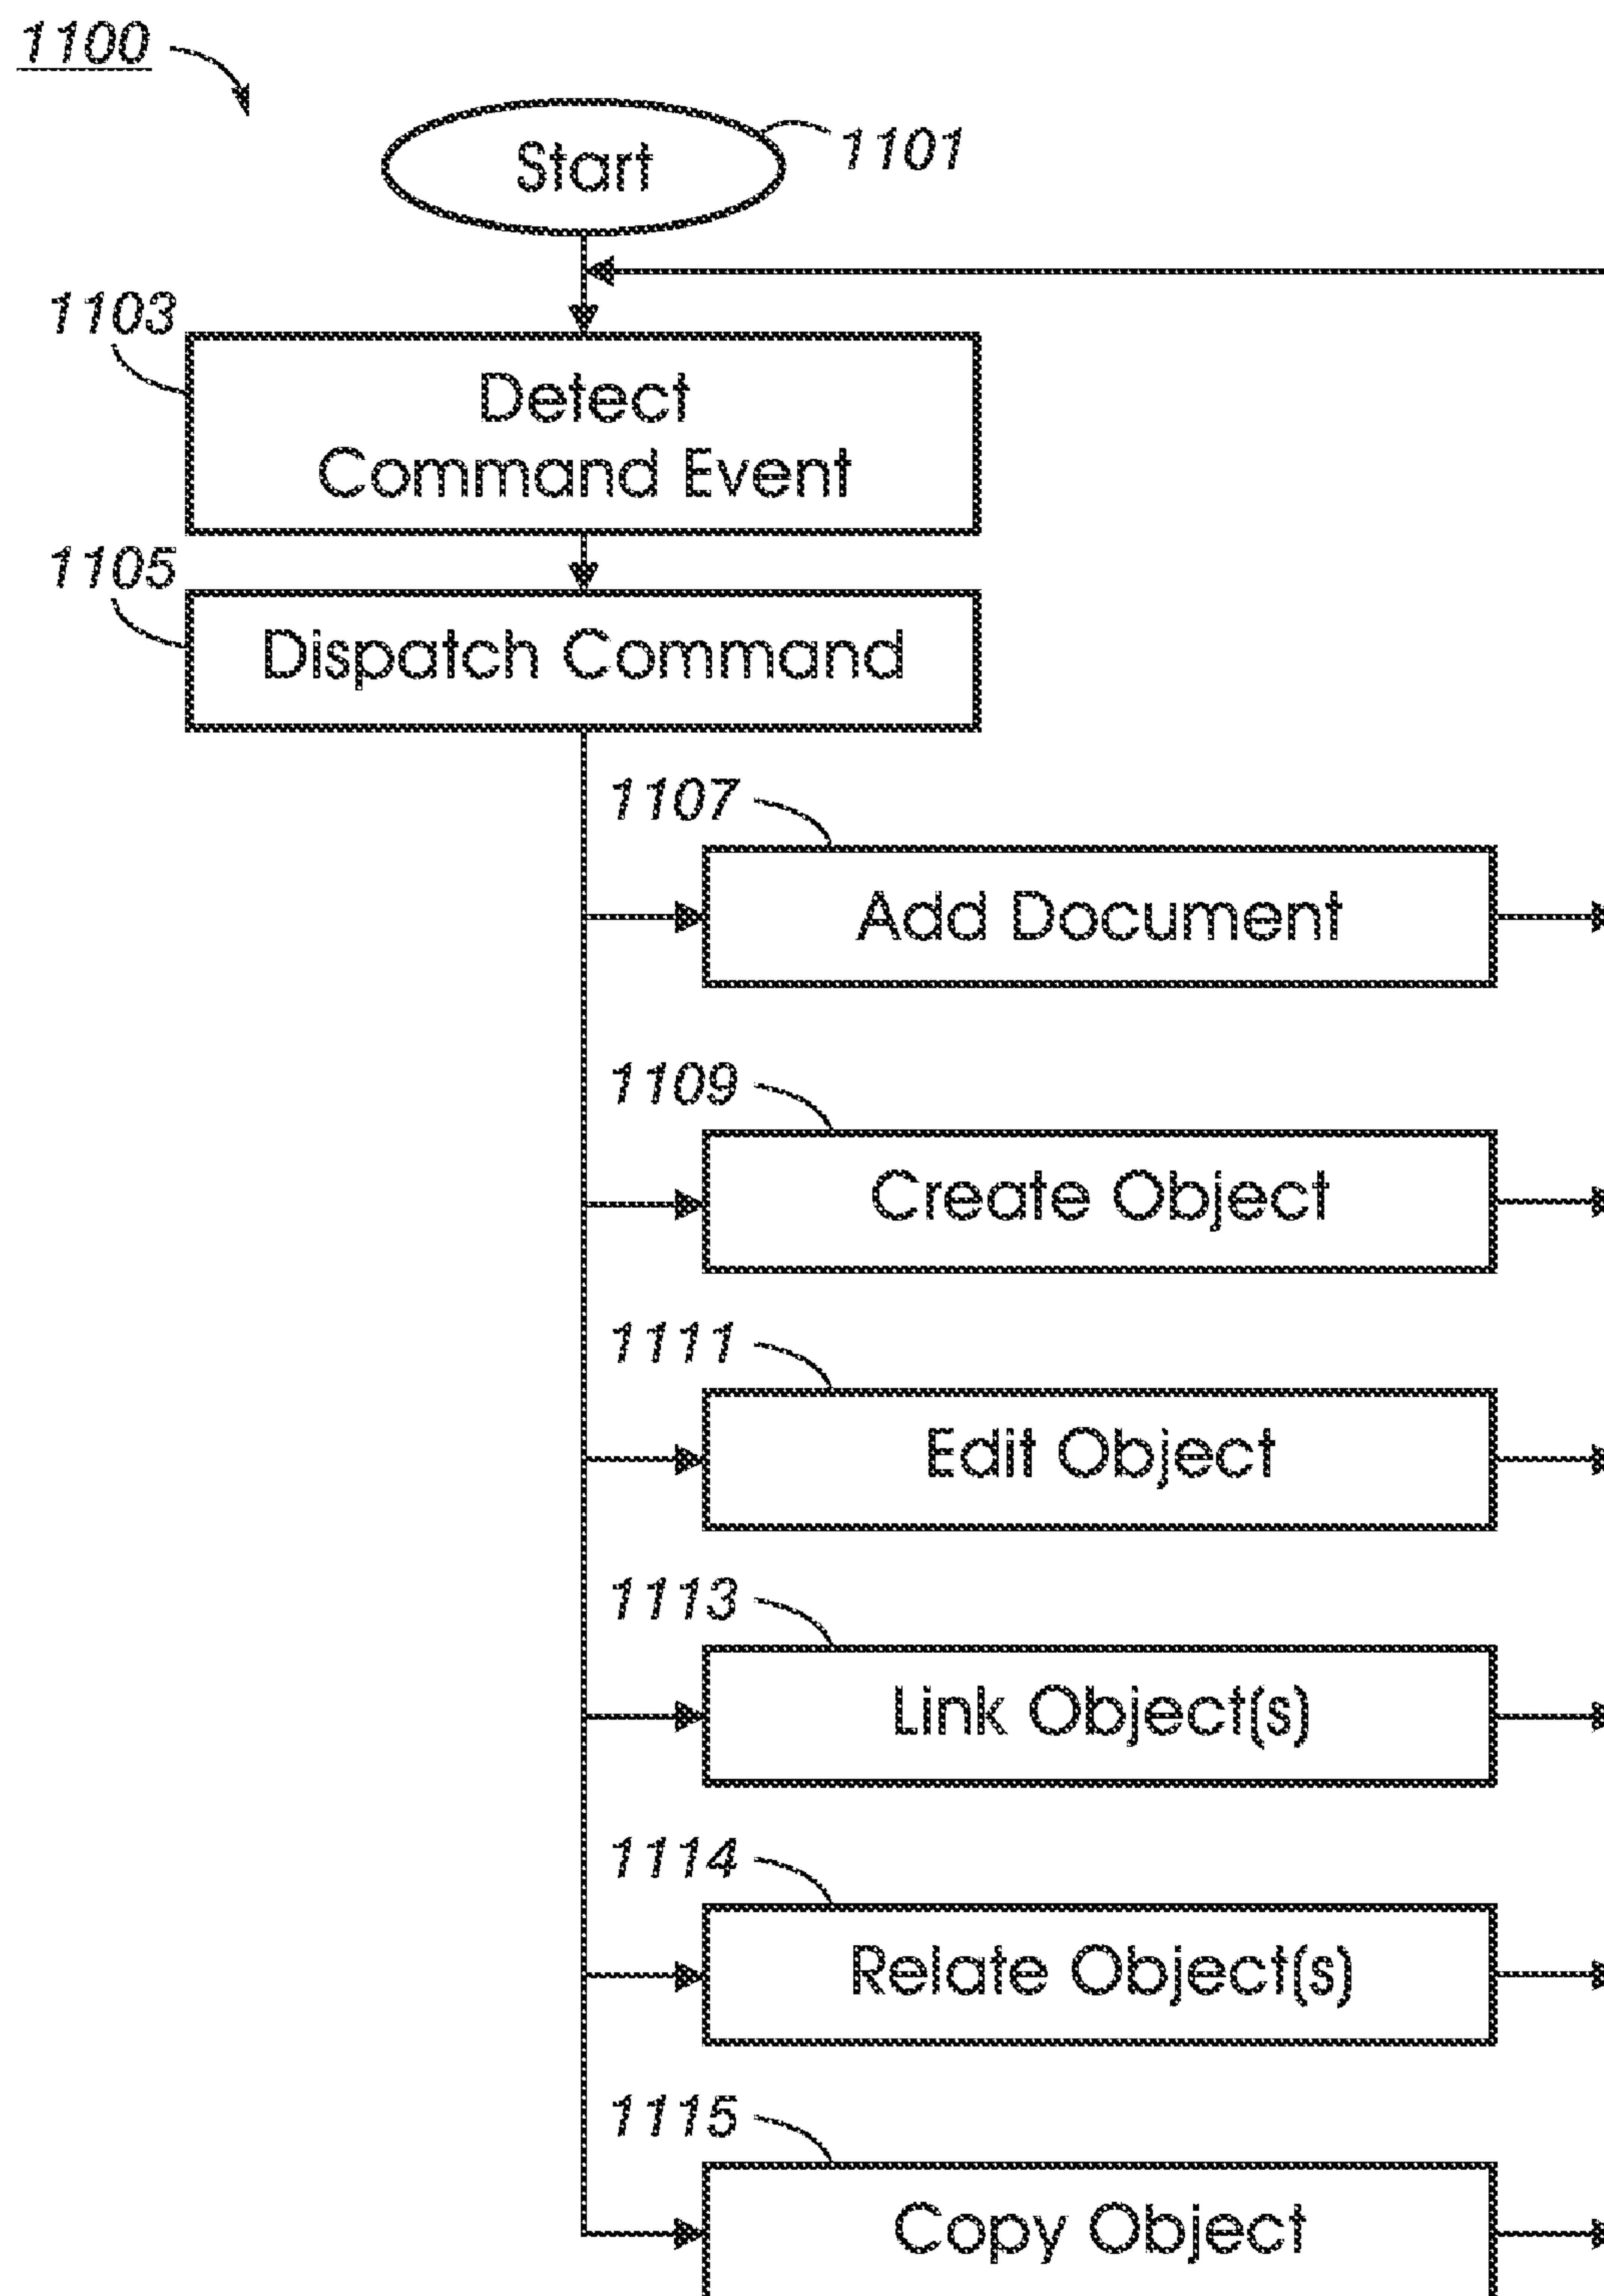 1100
Start
1101
1103
Detect
Command Event
1105
Dispatch Command
1107
Add Document
1109
Create Object
1111
Edit Object
1113
Link Object(s)
1114
Relate Object(s)
1115
Copy Object